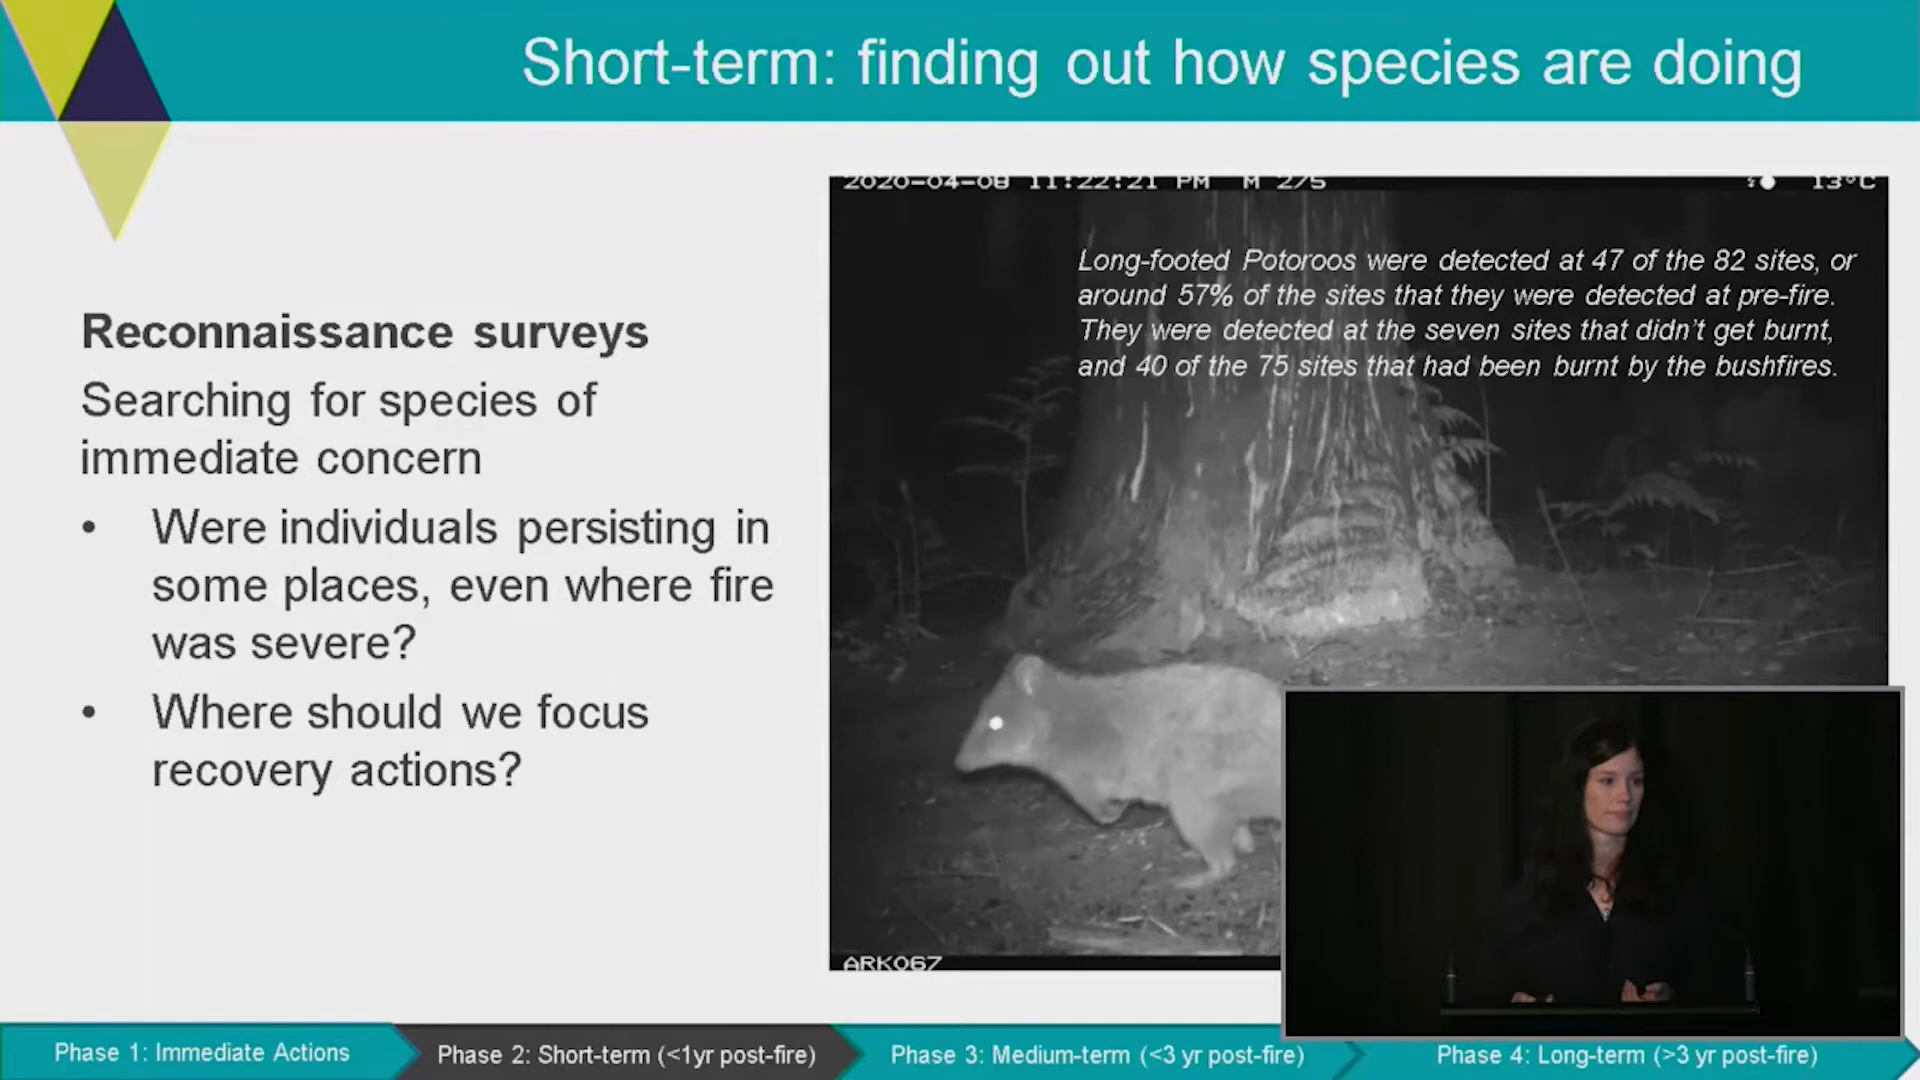 Short-term: finding out how species are doing
Reconnaissance surveys
Searching for species of
immediate concern
• Were individuals persisting in
some places, even where fire
was severe?
• Where should we focus
recovery actions?
2020-04-08 11:22:21 PM M 2/5 13°C
Long-footed Potoroos were detected at 47 of the 82 sites, or
around 57% of the sites that they were detected at pre-fire.
They were detected at the seven sites that didn't get burnt,
and 40 of the 75 sites that had been burnt by the bushfires.
ARK067
Phase 1: Immediate Actions
Phase 2: Short-term (<1yr post-fire)
Phase 3: Medium-term (<3 yr post-fire)
Phase 4: Long-term (>3 yr post-fire)